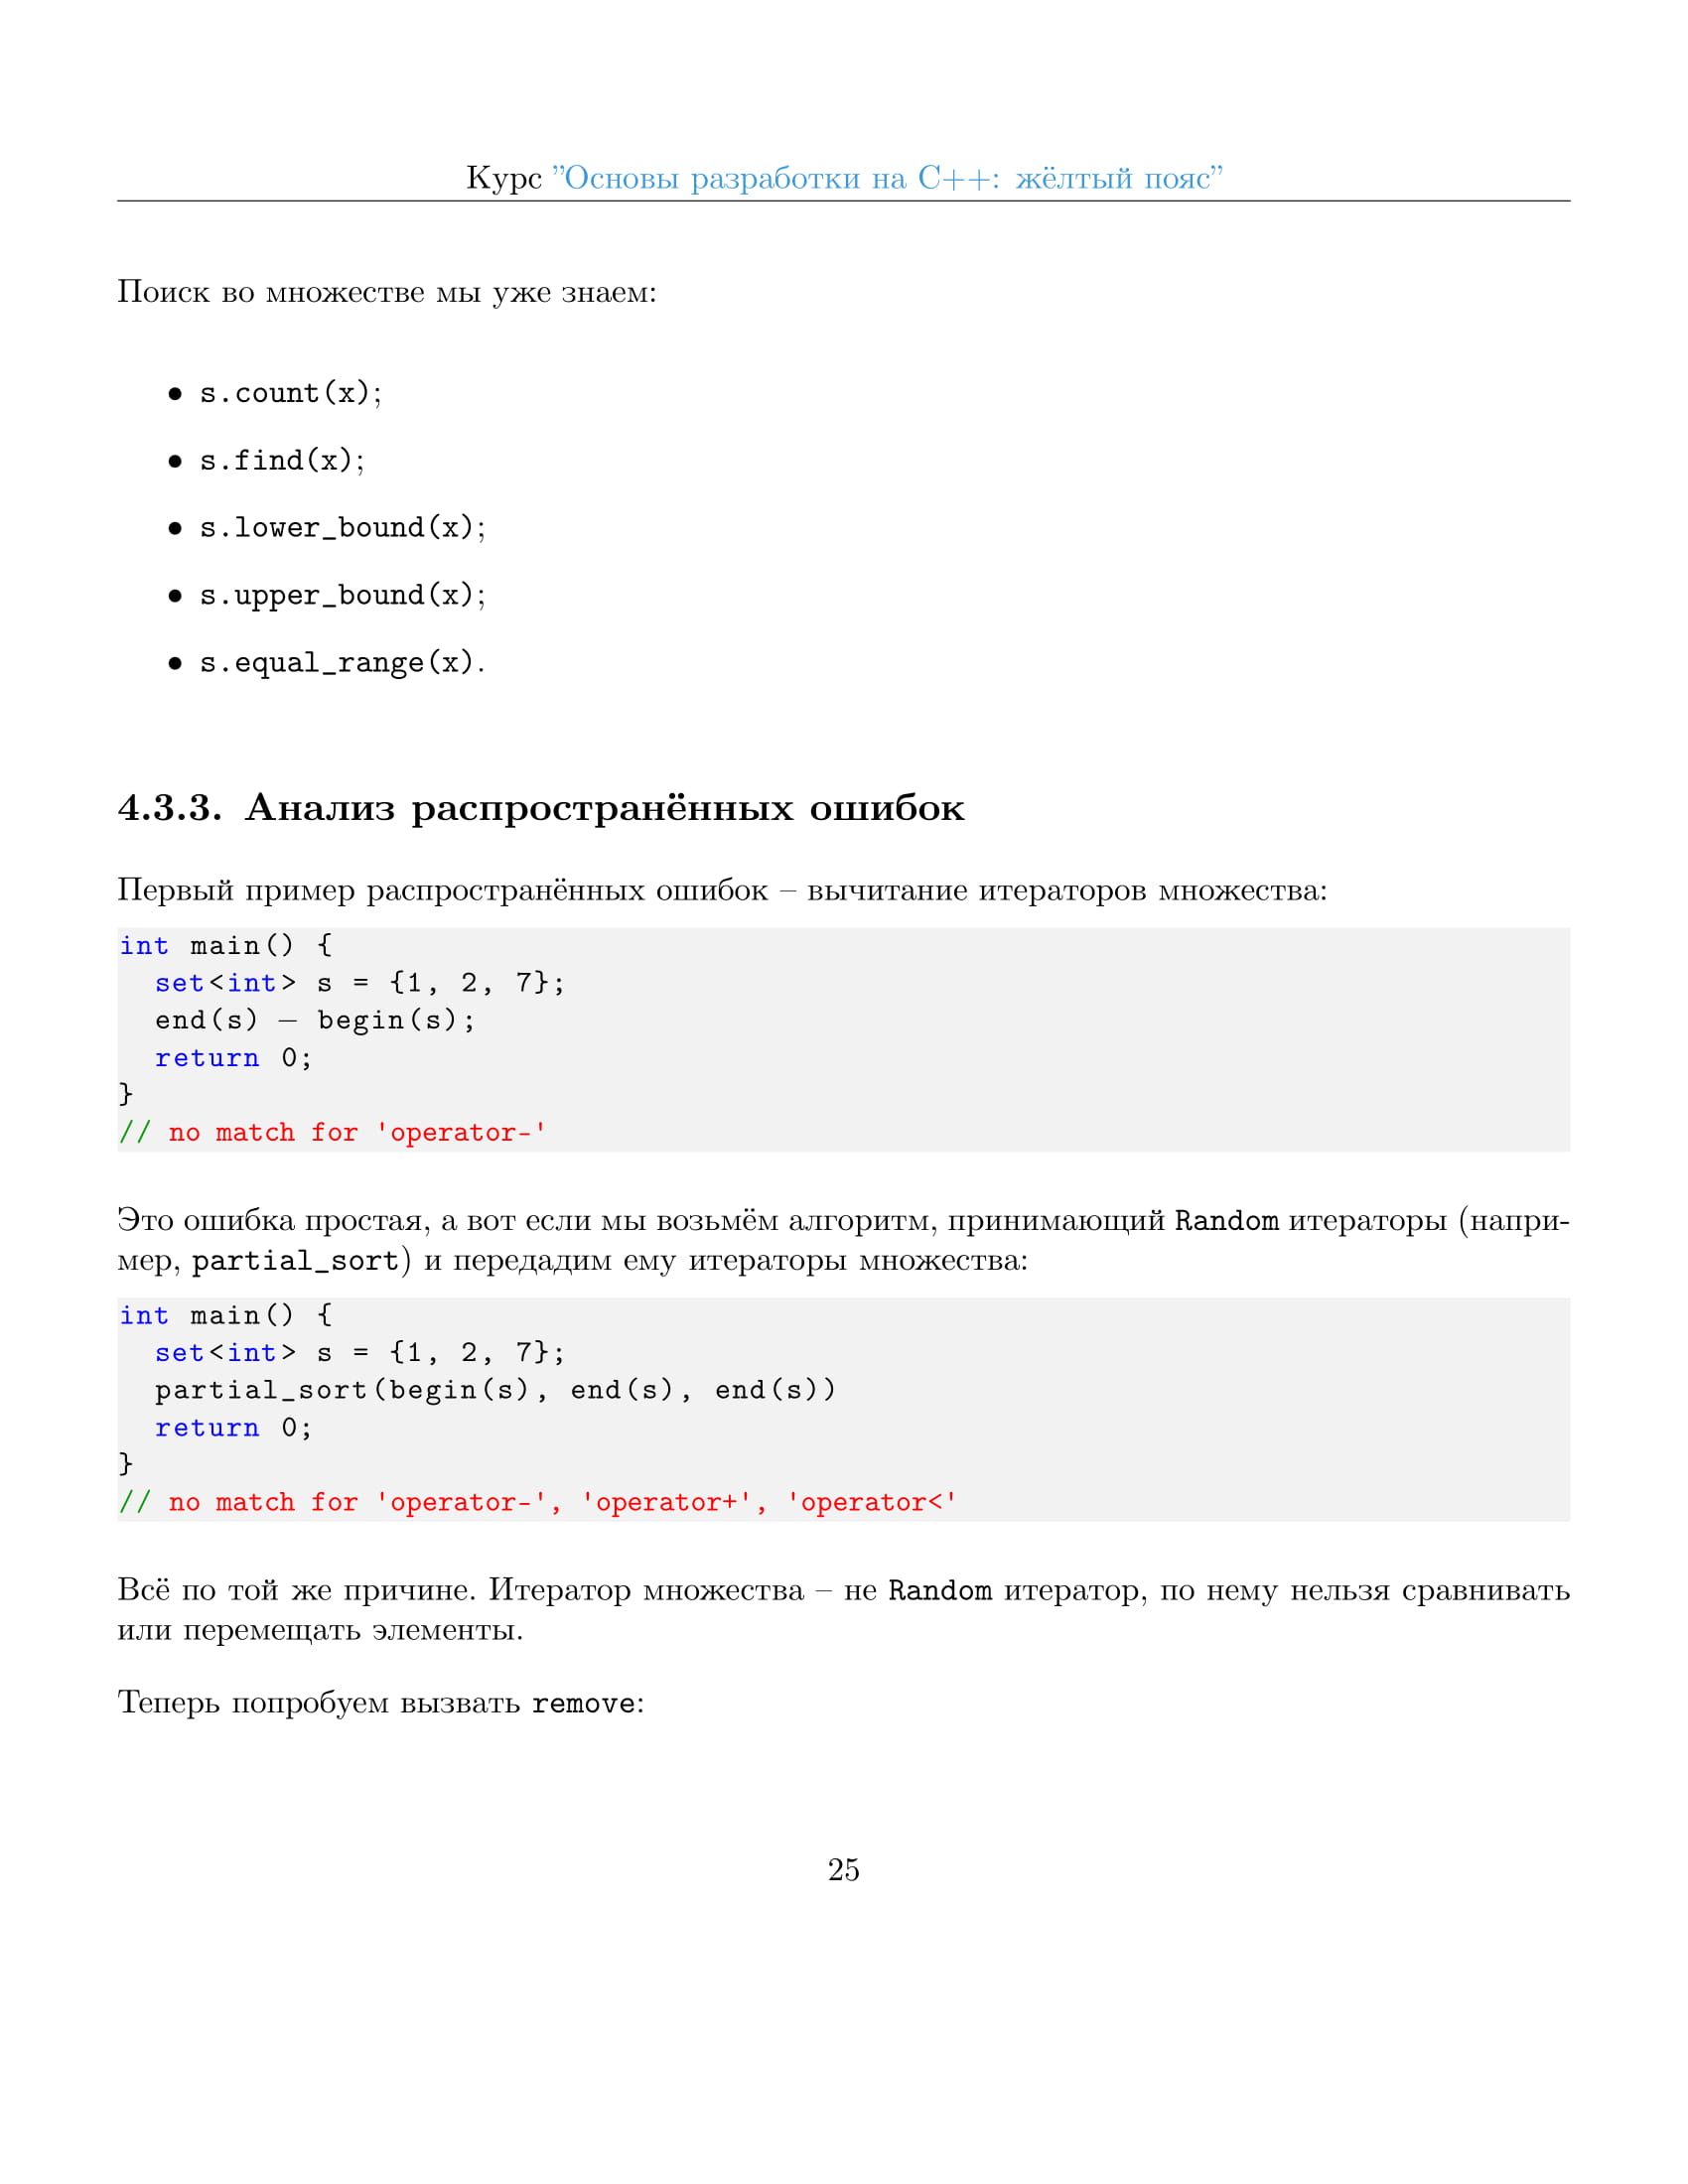 Курс ”Основы разработки на C++: жёлтый пояс”
Поиск во множестве мы уже знаем:
• s.count(x);
• s.find(x);
• s.lower_bound(x);
• s.upper_bound(x);
• s.equal_range(x).
4.3.3. Анализ распространённых ошибок
Первый пример распространённых ошибок – вычитание итераторов множества:
int main() {
  set<int> s = {1, 2, 7};
  end(s) − begin(s);
  return 0;
}
// no match for 'operator-'
Это ошибка простая, а вот если мы возьмём алгоритм, принимающий Random итераторы (напри-
мер, partial_sort) и передадим ему итераторы множества:
int main() {
  set<int> s = {1, 2, 7};
  partial_sort(begin(s), end(s), end(s))
  return 0;
}
// no match for 'operator-', 'operator+', 'operator<'
Всё по той же причине. Итератор множества – не Random итератор, по нему нельзя сравнивать
или перемещать элементы.
Теперь попробуем вызвать remove:
25